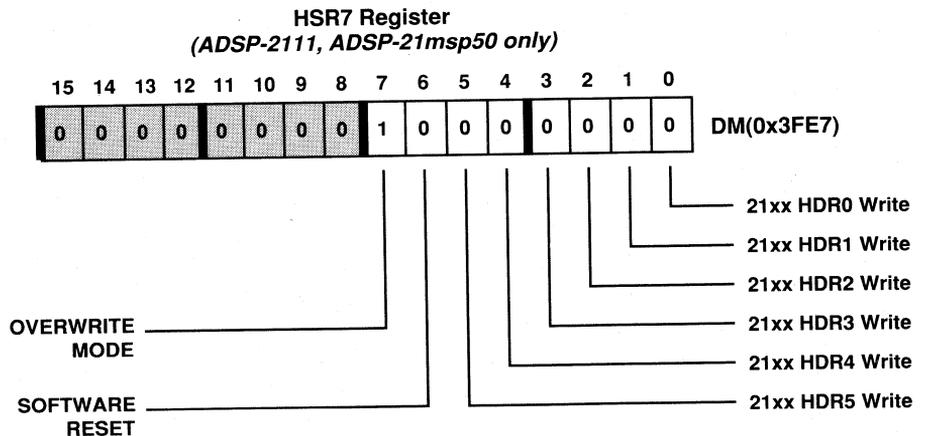 HSR7 Register
(ADSP-2111, ADSP-21msp50 only)
15 14 13 12 11 10 9 8 7 6 5 4 3 2 1 0
0 0 0 0 0 0 0 0 1 0 0 0 0 0 0 0 DM(0x3FE7)
21xx HDR0 Write
21xx HDR1 Write
21xx HDR2 Write
OVERWRITE
MODE
21xx HDR3 Write
21xx HDR4 Write
SOFTWARE
RESET
21xx HDR5 Write